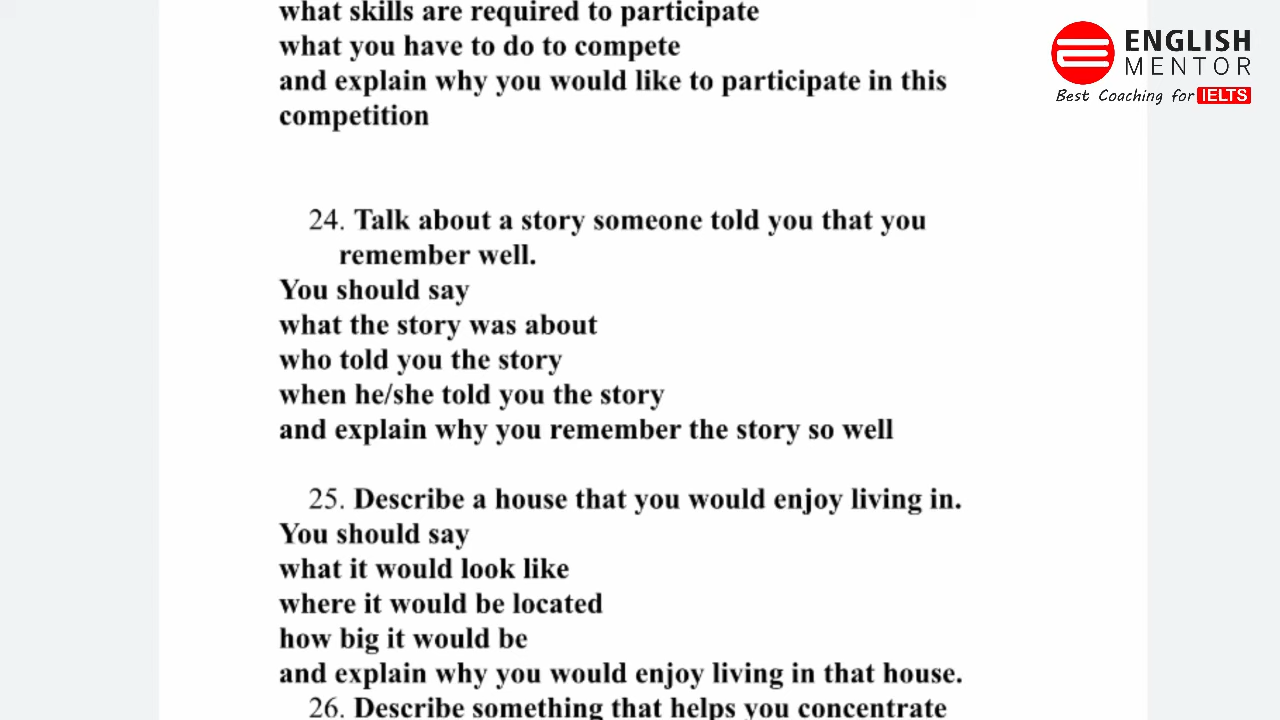 what skills are required to participate
what you have to do to compete
and explain why you would like to participate in this
competition
ENGLISH
MENTOR
Best Coaching for IELTS
24. Talk about a story someone told you that you
remember well.
You should say
what the story was about
who told you the story
when he/she told you the story
and explain why you remember the story so well
25. Describe a house that you would enjoy living in.
You should say
what it would look like
where it would be located
how big it would be
and explain why you would enjoy living in that house.
26. Describe something that helps you concentrate